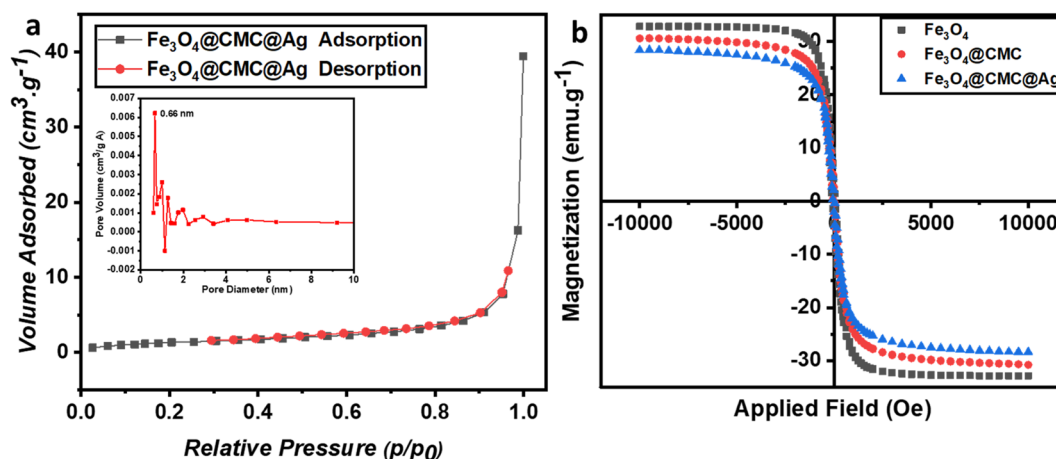 a
Fe3O4@CMC@Ag Adsorption
Fe3O4@CMC@Ag Desorption
Volume Adsorbed (cm³.g⁻¹)
40
30
20
10
0
0.0
0.2
0.4
0.6
0.8
1.0
Relative Pressure (p/p0)
0.66 nm
Pore Volume (cm³/g A)
0.007
0.006
0.005
0.004
0.003
0.002
0.001
0.000
-0.001
-0.002
0
2
4
6
8
10
Pore Diameter (nm)
b
Fe3O4
Fe3O4@CMC
Fe3O4@CMC@Ag
Magnetization (emu.g⁻¹)
30
20
10
0
-10
-20
-30
-10000
-5000
0
5000
10000
Applied Field (Oe)